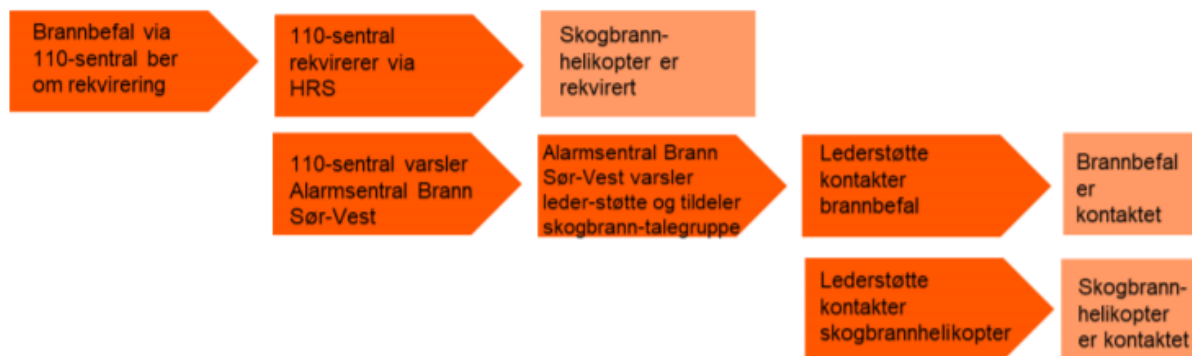 Brannbefal via
110-sentral ber
om rekvirering
110-sentral
rekvirerer via
HRS
Skogbrann-
helikopter er
rekvirert
110-sentral varsler
Alarmsentral Brann
Sør-Vest
Alarmsentral Brann
Sør-Vest varsler
leder-støtte og tildeler
skogbrann-talegruppe
Lederstøtte
kontakter
brannbefal
Brannbefal
er
kontaktet
Lederstøtte
kontakter
skogbrannhelikopter
Skogbrann-
helikopter
er kontaktet